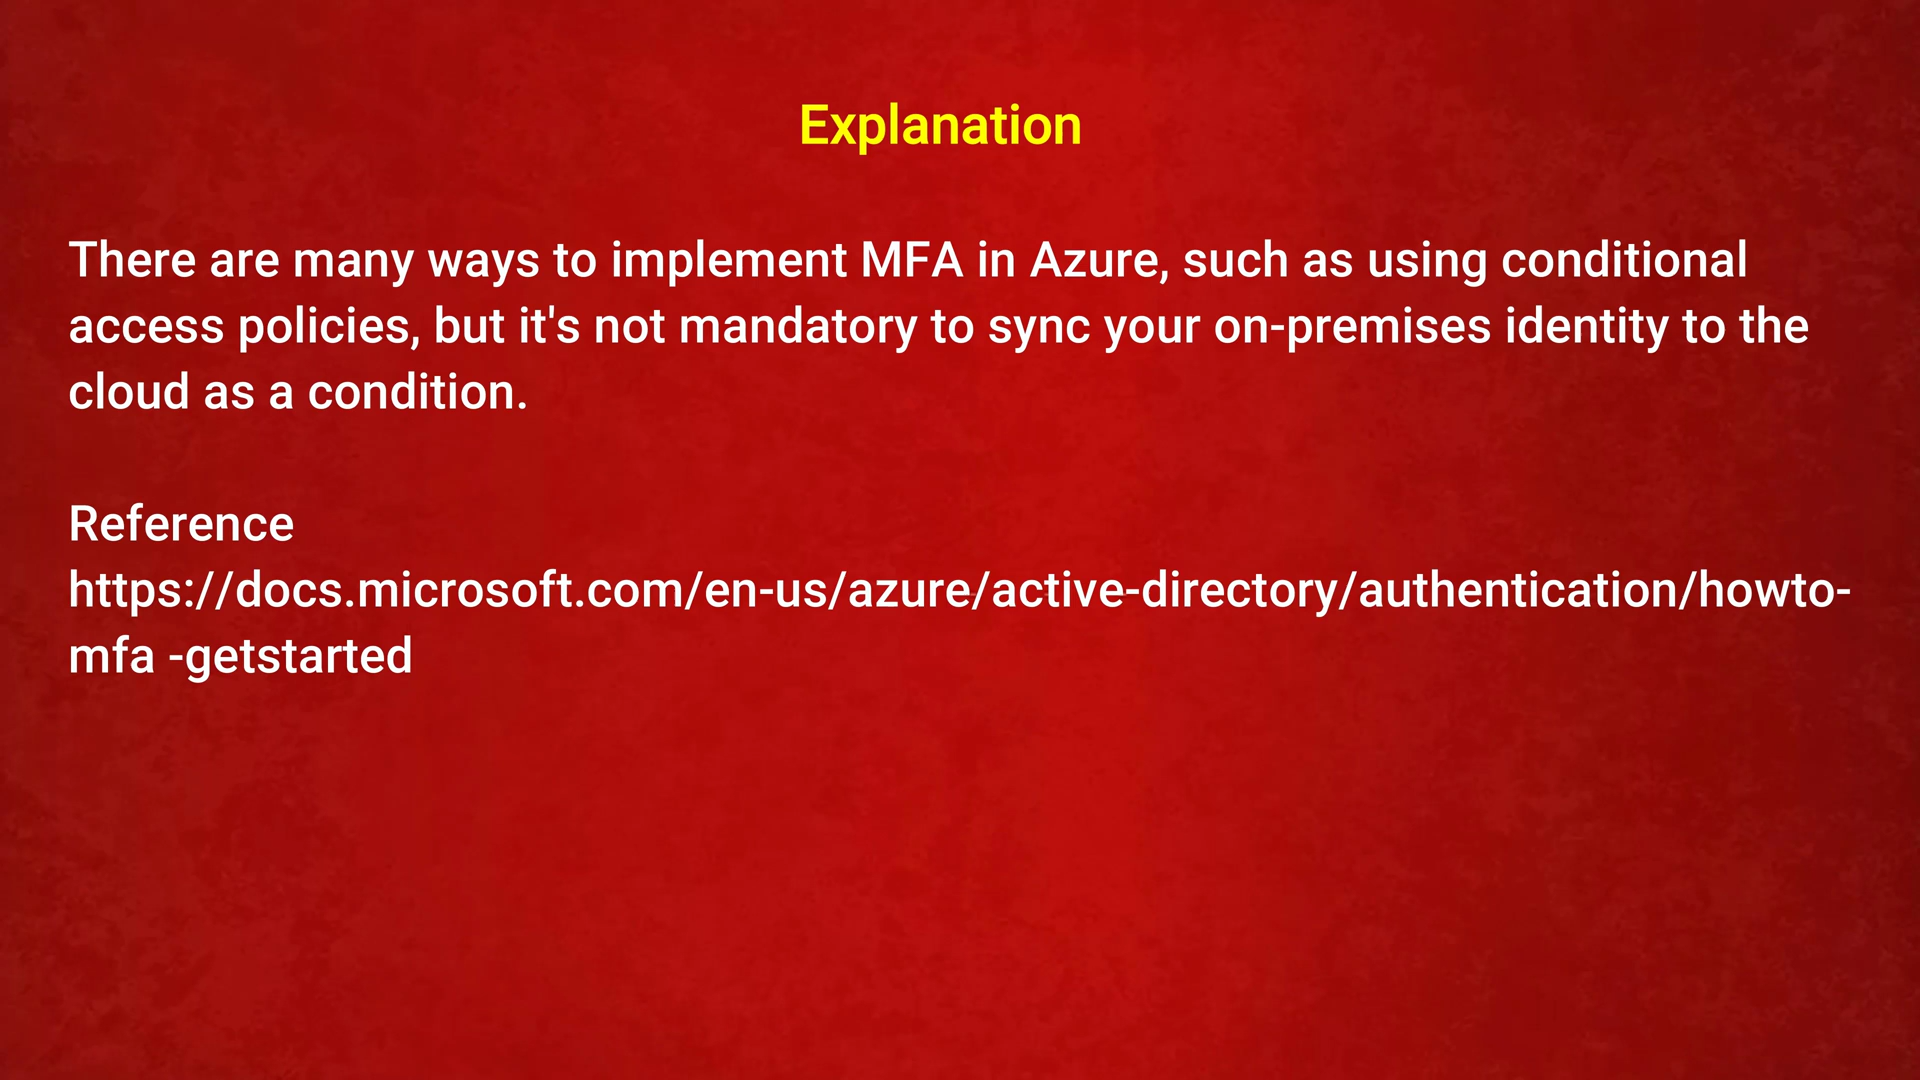 Explanation
There are many ways to implement MFA in Azure, such as using conditional
access policies, but it's not mandatory to sync your on-premises identity to the
cloud as a condition.
Reference
https://docs.microsoft.com/en-us/azure/active-directory/authentication/howto-
mfa -getstarted